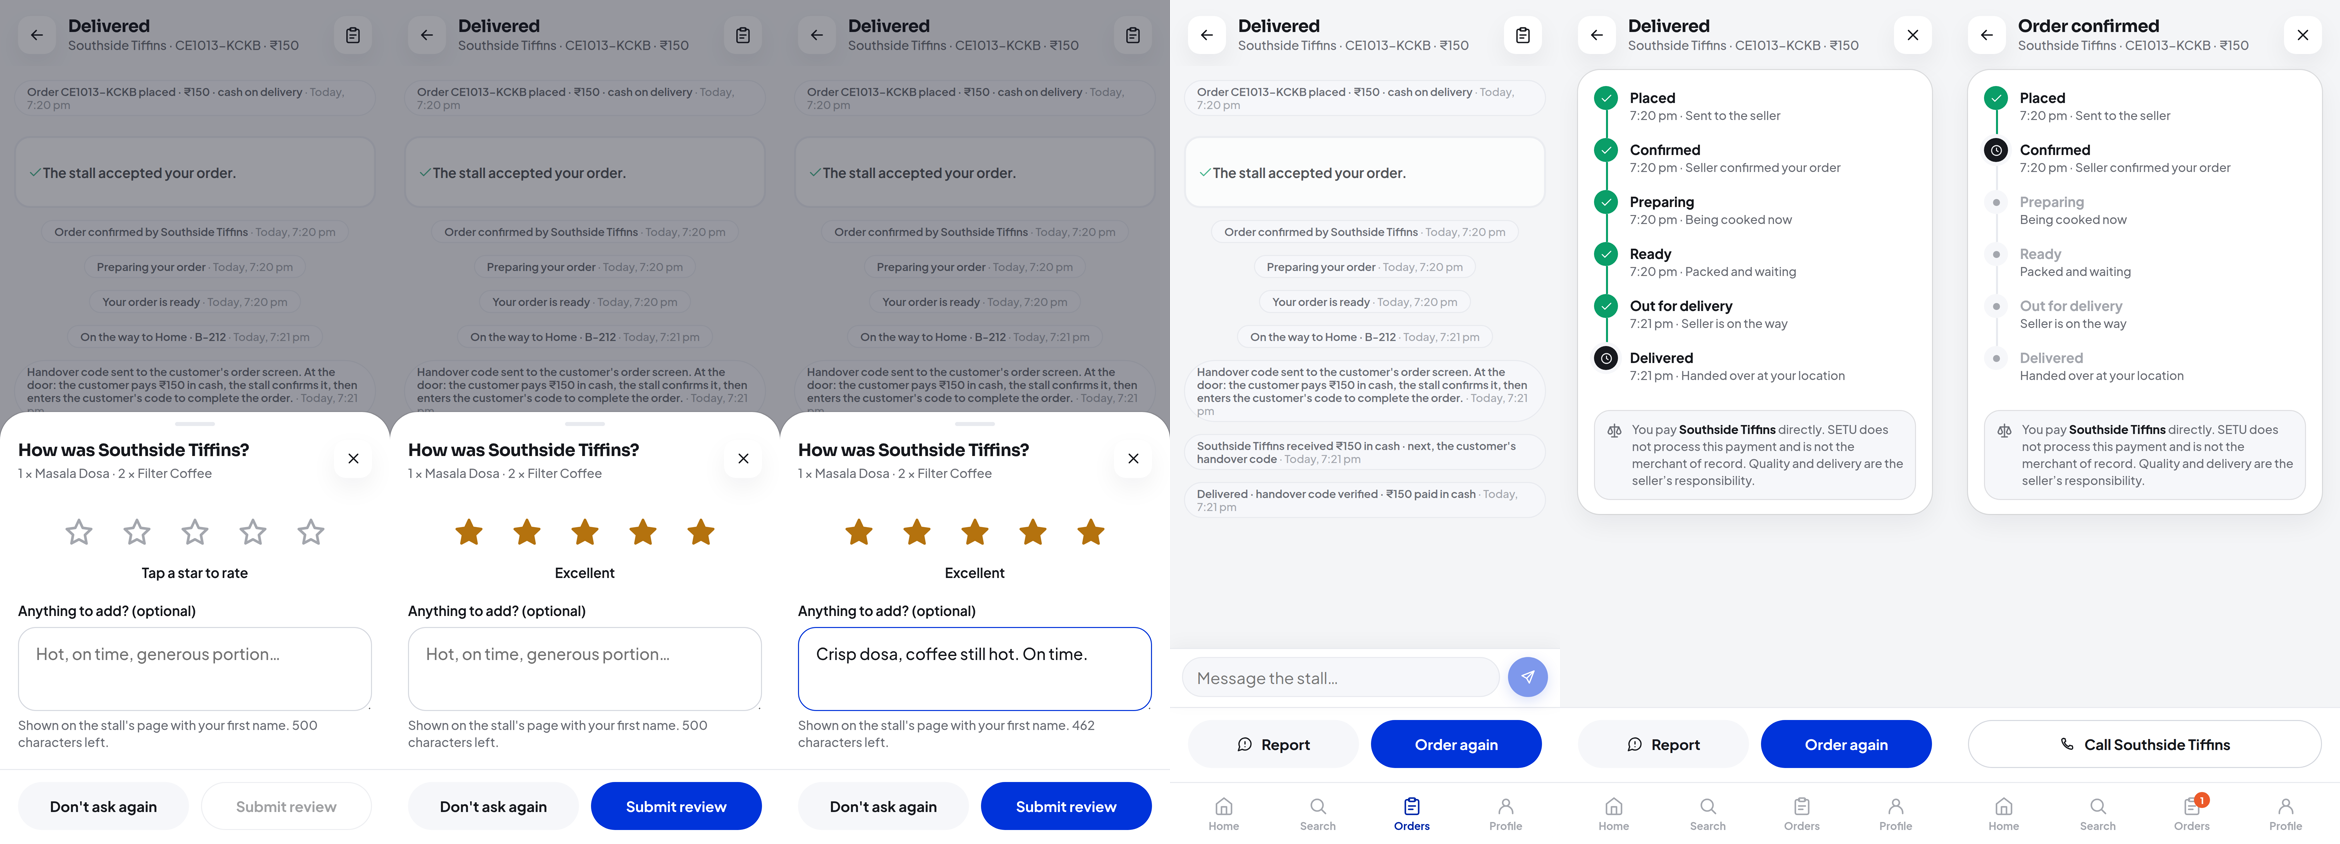 Delivered
Southside Tiffins · CE1013-KCKB · ₹150
Order CE1013-KCKB placed · ₹150 · cash on delivery · Today,
7:20 pm
The stall accepted your order.
Order confirmed by Southside Tiffins · Today, 7:20 pm
Preparing your order · Today, 7:20 pm
Your order is ready · Today, 7:20 pm
On the way to Home · B-212 · Today, 7:21 pm
Handover code sent to the customer's order screen. At the
door: the customer pays ₹150 in cash, the stall confirms it, then
enters the customer's code to complete the order. · Today, 7:21
pm
How was Southside Tiffins?
1 × Masala Dosa · 2 × Filter Coffee
Tap a star to rate
Anything to add? (optional)
Hot, on time, generous portion...
Shown on the stall's page with your first name. 500
characters left.
Don't ask again
Submit review
Delivered
Southside Tiffins · CE1013-KCKB · ₹150
Order CE1013-KCKB placed · ₹150 · cash on delivery · Today,
7:20 pm
The stall accepted your order.
Order confirmed by Southside Tiffins · Today, 7:20 pm
Preparing your order · Today, 7:20 pm
Your order is ready · Today, 7:20 pm
On the way to Home · B-212 · Today, 7:21 pm
Handover code sent to the customer's order screen. At the
door: the customer pays ₹150 in cash, the stall confirms it, then
enters the customer's code to complete the order. · Today, 7:21
pm
How was Southside Tiffins?
1 × Masala Dosa · 2 × Filter Coffee
Excellent
Anything to add? (optional)
Hot, on time, generous portion...
Shown on the stall's page with your first name. 500
characters left.
Don't ask again
Submit review
Delivered
Southside Tiffins · CE1013-KCKB · ₹150
Order CE1013-KCKB placed · ₹150 · cash on delivery · Today,
7:20 pm
The stall accepted your order.
Order confirmed by Southside Tiffins · Today, 7:20 pm
Preparing your order · Today, 7:20 pm
Your order is ready · Today, 7:20 pm
On the way to Home · B-212 · Today, 7:21 pm
Handover code sent to the customer's order screen. At the
door: the customer pays ₹150 in cash, the stall confirms it, then
enters the customer's code to complete the order. · Today, 7:21
pm
How was Southside Tiffins?
1 × Masala Dosa · 2 × Filter Coffee
Excellent
Anything to add? (optional)
Crisp dosa, coffee still hot. On time.
Shown on the stall's page with your first name. 462
characters left.
Don't ask again
Submit review
Delivered
Southside Tiffins · CE1013-KCKB · ₹150
Order CE1013-KCKB placed · ₹150 · cash on delivery · Today,
7:20 pm
The stall accepted your order.
Order confirmed by Southside Tiffins · Today, 7:20 pm
Preparing your order · Today, 7:20 pm
Your order is ready · Today, 7:20 pm
On the way to Home · B-212 · Today, 7:21 pm
Handover code sent to the customer's order screen. At the
door: the customer pays ₹150 in cash, the stall confirms it, then
enters the customer's code to complete the order. · Today, 7:21
pm
Southside Tiffins received ₹150 in cash · next, the customer's
handover code · Today, 7:21 pm
Delivered · handover code verified · ₹150 paid in cash · Today,
7:21 pm
Message the stall...
Report
Order again
Home
Search
Orders
Profile
Delivered
Southside Tiffins · CE1013-KCKB · ₹150
Placed
7:20 pm · Sent to the seller
Confirmed
7:20 pm · Seller confirmed your order
Preparing
7:20 pm · Being cooked now
Ready
7:20 pm · Packed and waiting
Out for delivery
7:21 pm · Seller is on the way
Delivered
7:21 pm · Handed over at your location
You pay Southside Tiffins directly. SETU does
not process this payment and is not the
merchant of record. Quality and delivery are the
seller's responsibility.
Report
Order again
Home
Search
Orders
Profile
Order confirmed
Southside Tiffins · CE1013-KCKB · ₹150
Placed
7:20 pm · Sent to the seller
Confirmed
7:20 pm · Seller confirmed your order
Preparing
Being cooked now
Ready
Packed and waiting
Out for delivery
Seller is on the way
Delivered
Handed over at your location
You pay Southside Tiffins directly. SETU does
not process this payment and is not the
merchant of record. Quality and delivery are the
seller's responsibility.
Call Southside Tiffins
Home
Search
1
Orders
Profile